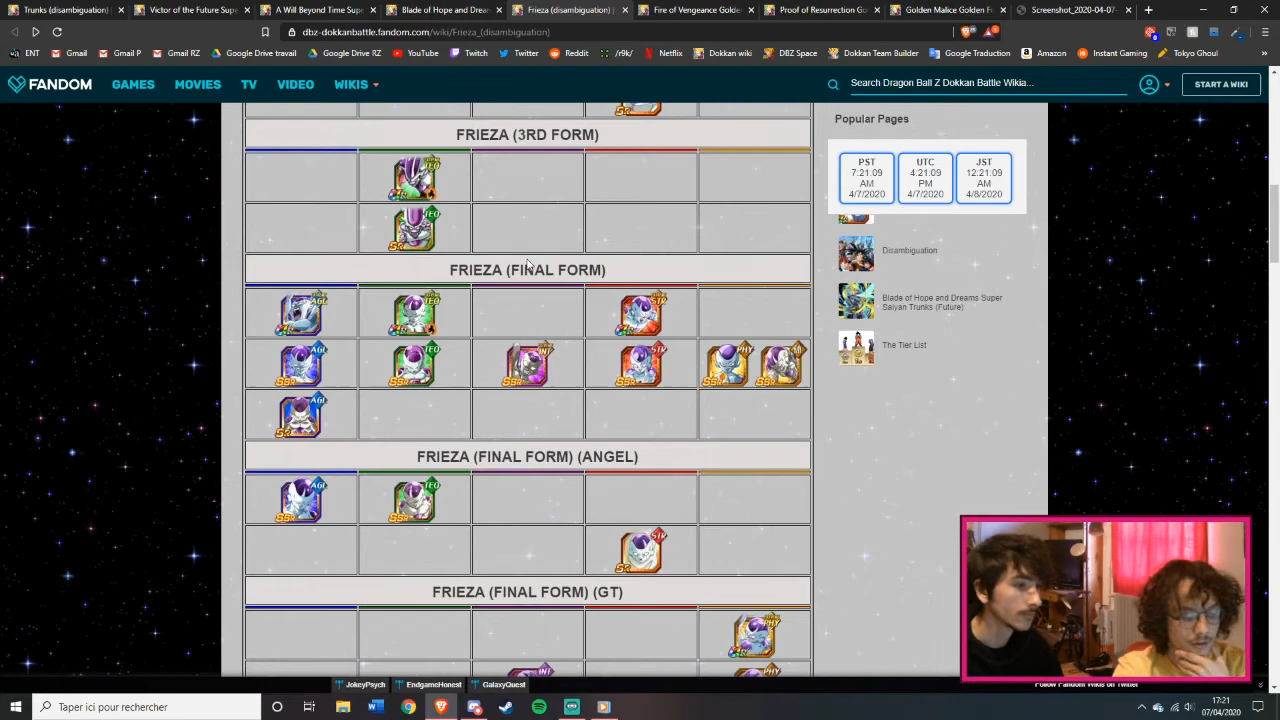 Trunks (disambiguation) |
Victor of the Future Supe
A Will Beyond Time Supe
Blade of Hope and Dream
Frieza (disambiguation) |
Fire of Vengeance Golde
Proof of Resurrection Go
Golden Malice Golden F
Screenshot_2020-04-07-
dbz-dokkanbattle.fandom.com/wiki/Frieza_(disambiguation)
ENT Gmail Gmail P Gmail RZ Google Drive travail Google Drive RZ YouTube Twitch Twitter Reddit /r9k/ Netflix Dokkan wiki DBZ Space Dokkan Team Builder Google Traduction Amazon Instant Gaming Tokyo Ghoul
FANDOM GAMES MOVIES TV VIDEO WIKIS Search Dragon Ball Z Dokkan Battle Wikia... START A WIKI
FRIEZA (3RD FORM)
FRIEZA (FINAL FORM)
FRIEZA (FINAL FORM) (ANGEL)
FRIEZA (FINAL FORM) (GT)
Popular Pages
PST
7:21:09
AM
4/7/2020
UTC
4:21:09
PM
4/7/2020
JST
12:21:09
AM
4/8/2020
Disambiguation
Blade of Hope and Dreams Super
Saiyan Trunks (Future)
The Tier List
JokeyPsych EndgameHonest GalaxyQuest
Follow Fandom Wikis on Twitter
Taper ici pour rechercher
17:21
07/04/2020